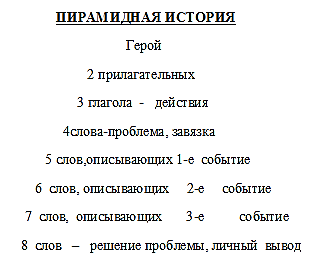 ПИРАМИДНАЯ ИСТОРИЯ
Герой
2 прилагательных
3 глагола - действия
4слова-проблема, завязка
5 слов,описывающих 1-е событие
6 слов, описывающих 2-е событие
7 слов, описывающих 3-е событие
8 слов – решение проблемы, личный вывод